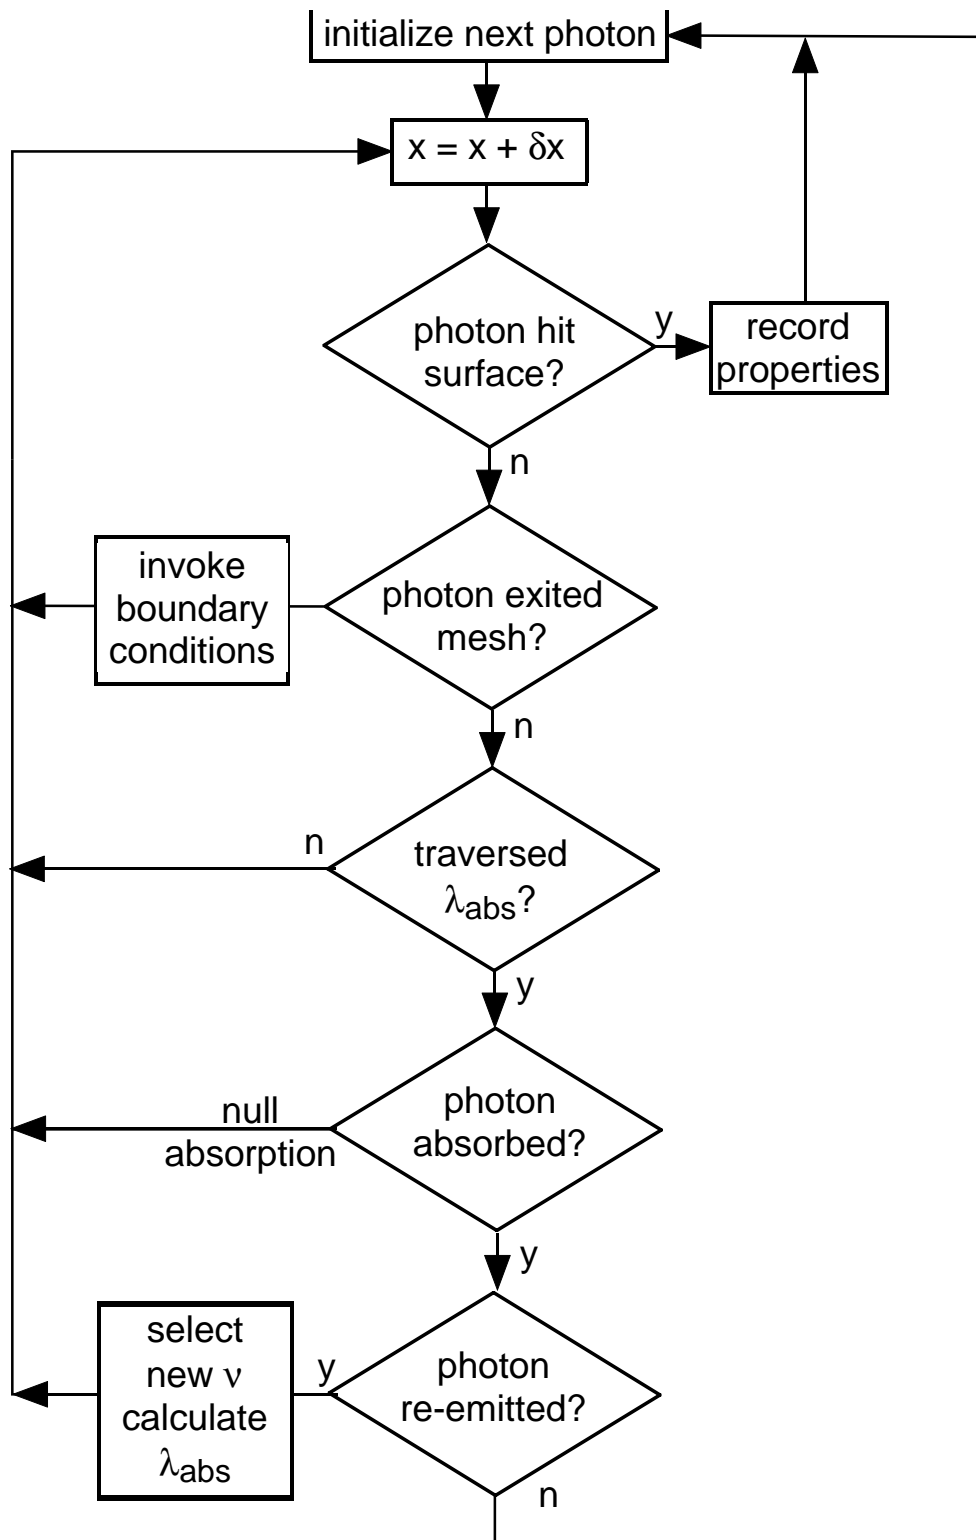 initialize next photon
x = x + δx
photon hit
surface?
y
record
properties
n
invoke
boundary
conditions
photon exited
mesh?
n
n
traversed
λabs?
y
null
absorption
photon
absorbed?
y
select
new ν
calculate
λabs
y
photon
re-emitted?
n